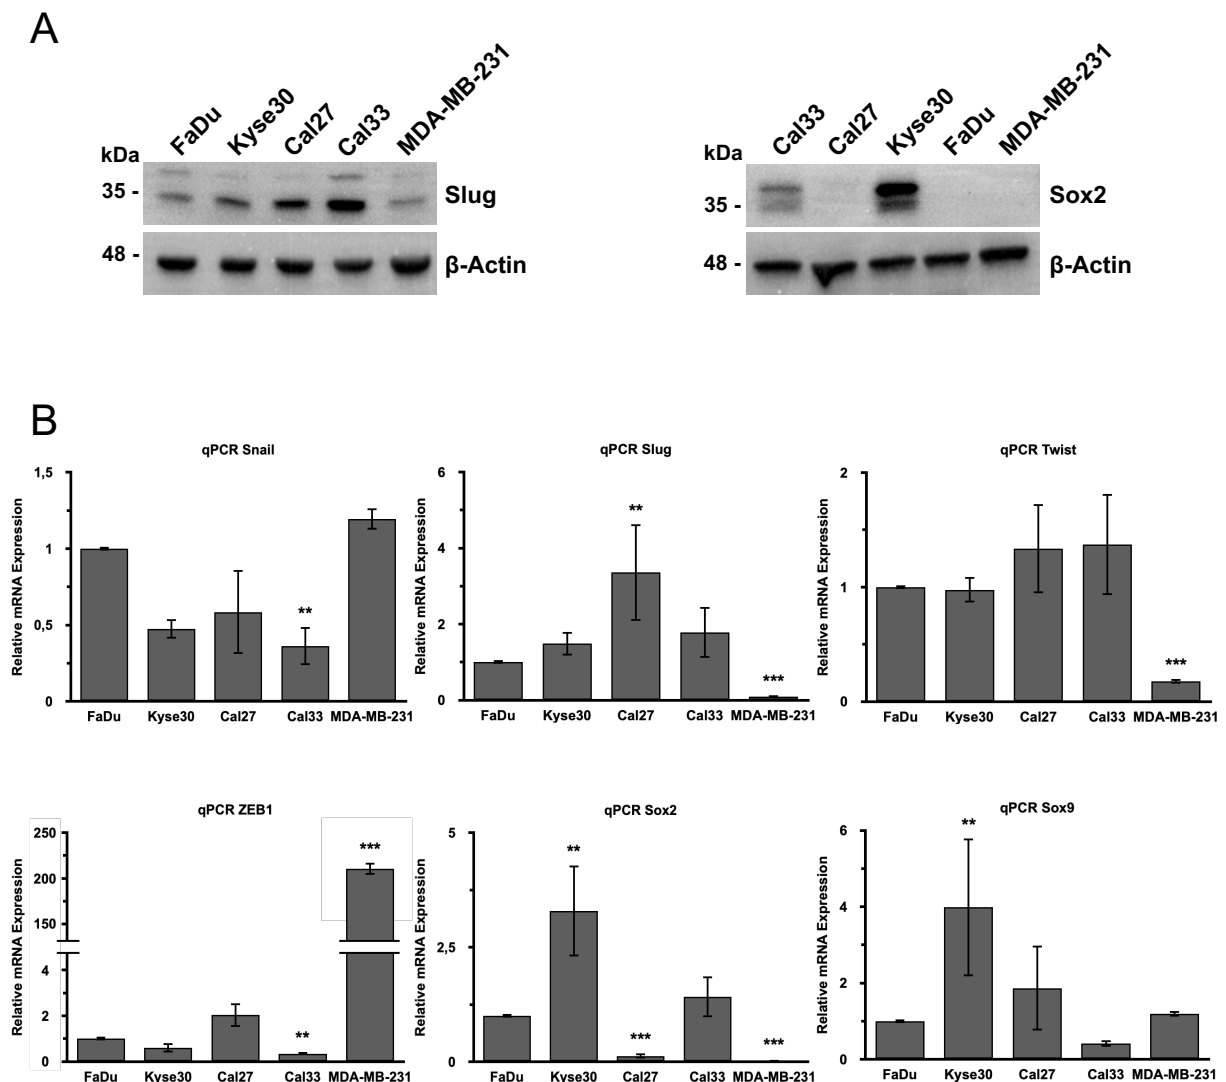 A
FaDu
Kyse30
Cal27
Cal33
MDA-MB-231
kDa
35 -
Slug
48 -
β-Actin
Cal33
Cal27
Kyse30
FaDu
MDA-MB-231
kDa
35 -
Sox2
48 -
β-Actin
B
qPCR Snail
Relative mRNA Expression
1,5
1
0,5
0
**
FaDu Kyse30 Cal27 Cal33 MDA-MB-231
qPCR Slug
Relative mRNA Expression
6
4
2
0
**
***
FaDu Kyse30 Cal27 Cal33 MDA-MB-231
qPCR Twist
Relative mRNA Expression
2
1
0
***
FaDu Kyse30 Cal27 Cal33 MDA-MB-231
qPCR ZEB1
Relative mRNA Expression
250
200
150
4
2
0
***
**
FaDu Kyse30 Cal27 Cal33 MDA-MB-231
qPCR Sox2
Relative mRNA Expression
5
2,5
0
**
***
***
FaDu Kyse30 Cal27 Cal33 MDA-MB-231
qPCR Sox9
Relative mRNA Expression
6
4
2
0
**
FaDu Kyse30 Cal27 Cal33 MDA-MB-231